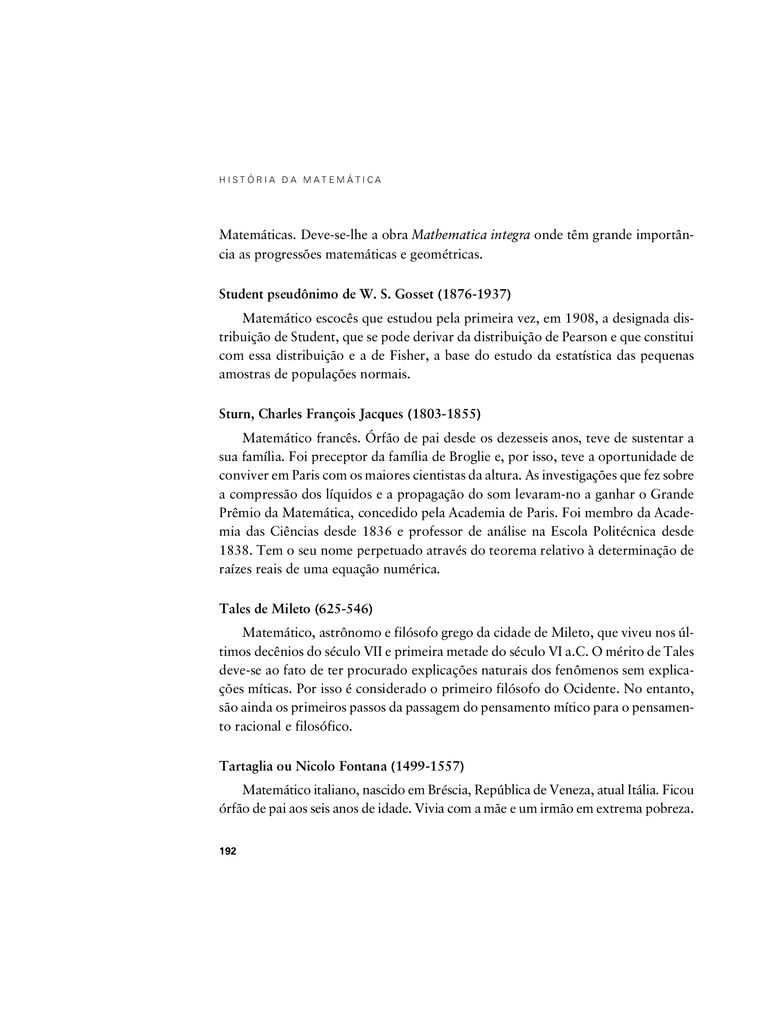 HISTÓRIA DA MATEMÁTICA
Matemáticas. Deve-se-lhe a obra Mathematica integra onde têm grande importân-
cia as progressões matemáticas e geométricas.
Student pseudônimo de W. S. Gosset (1876-1937)
Matemático escocês que estudou pela primeira vez, em 1908, a designada dis-
tribuição de Student, que se pode derivar da distribuição de Pearson e que constitui
com essa distribuição e a de Fisher, a base do estudo da estatística das pequenas
amostras de populações normais.
Sturn, Charles François Jacques (1803-1855)
Matemático francês. Órfão de pai desde os dezesseis anos, teve de sustentar a
sua família. Foi preceptor da família de Broglie e, por isso, teve a oportunidade de
conviver em Paris com os maiores cientistas da altura. As investigações que fez sobre
a compressão dos líquidos e a propagação do som levaram-no a ganhar o Grande
Prêmio da Matemática, concedido pela Academia de Paris. Foi membro da Acade-
mia das Ciências desde 1836 e professor de análise na Escola Politécnica desde
1838. Tem o seu nome perpetuado através do teorema relativo à determinação de
raízes reais de uma equação numérica.
Tales de Mileto (625-546)
Matemático, astrônomo e filósofo grego da cidade de Mileto, que viveu nos úl-
timos decênios do século VII e primeira metade do século VI a.C. O mérito de Tales
deve-se ao fato de ter procurado explicações naturais dos fenômenos sem explica-
ções míticas. Por isso é considerado o primeiro filósofo do Ocidente. No entanto,
são ainda os primeiros passos da passagem do pensamento mítico para o pensamen-
to racional e filosófico.
Tartaglia ou Nicolo Fontana (1499-1557)
Matemático italiano, nascido em Bréscia, República de Veneza, atual Itália. Ficou
órfão de pai aos seis anos de idade. Vivia com a mãe e um irmão em extrema pobreza.
192